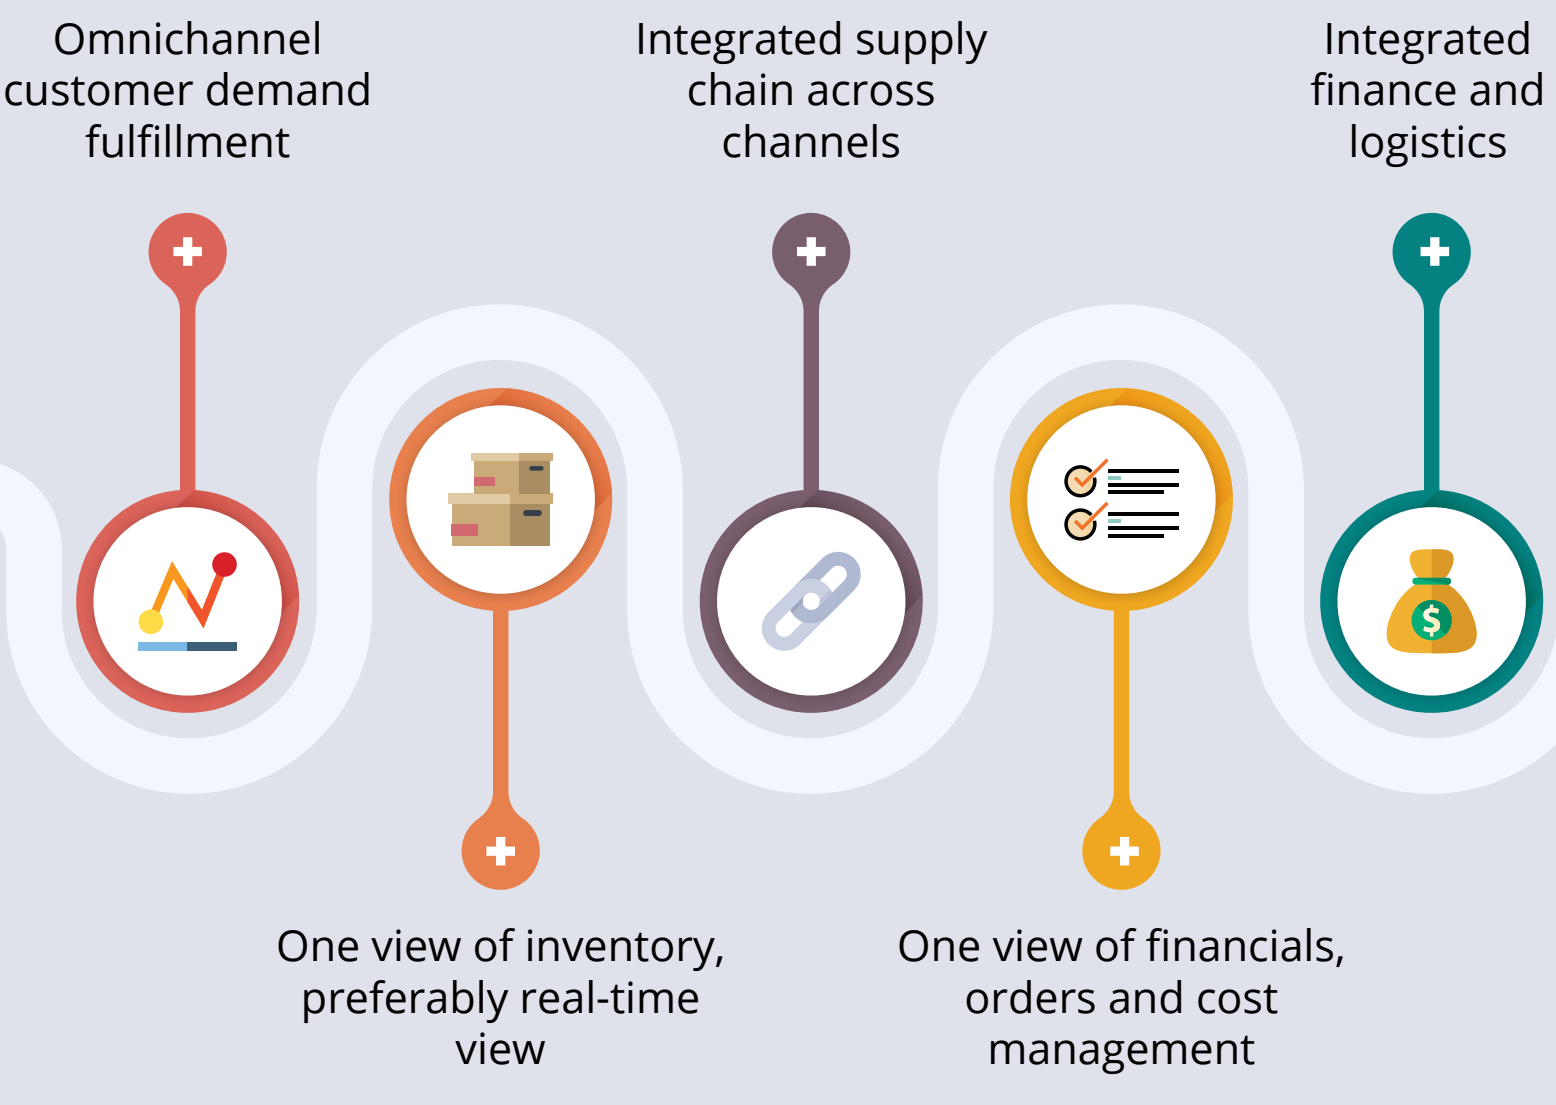 Omnichannel
customer demand
fulfillment
One view of inventory,
preferably real-time
view
Integrated supply
chain across
channels
One view of financials,
orders and cost
management
Integrated
finance and
logistics
$